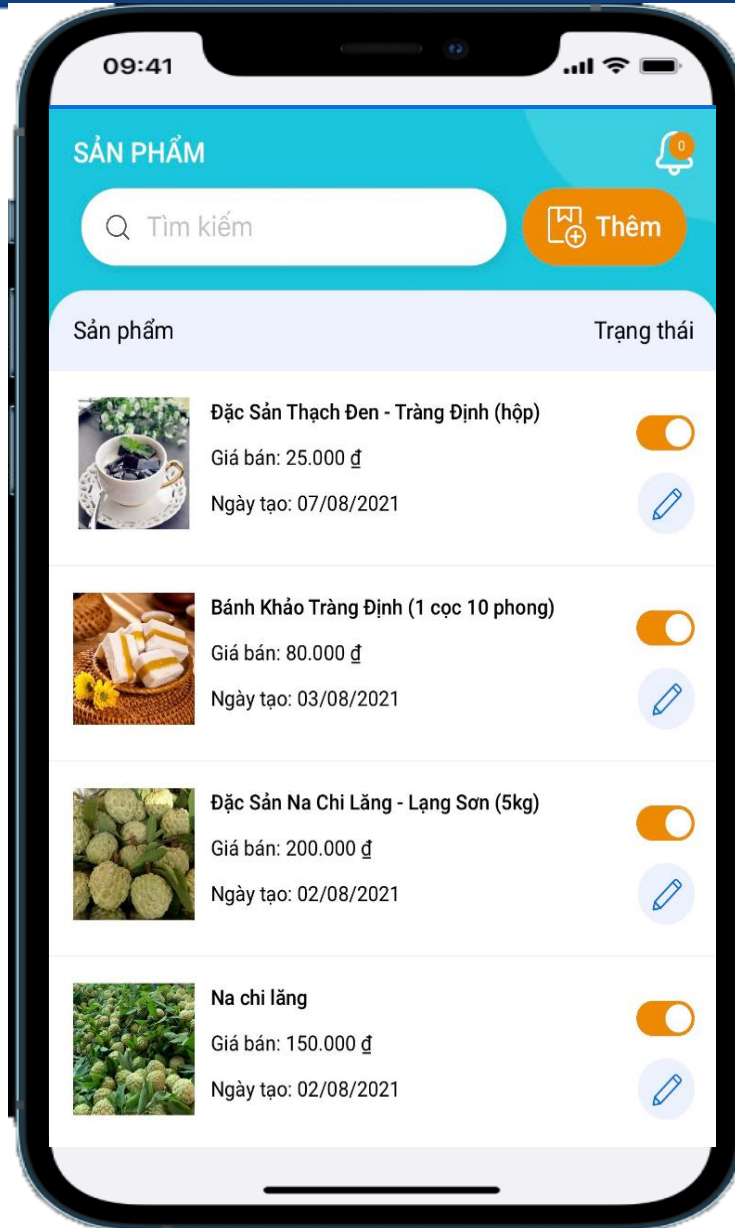 09:41
SẢN PHẨM
0
Tìm kiếm
Thêm
Sản phẩm
Trạng thái
Đặc Sản Thạch Đen - Tràng Định (hộp)
Giá bán: 25.000 ₫
Ngày tạo: 07/08/2021
Bánh Khảo Tràng Định (1 cọc 10 phong)
Giá bán: 80.000 ₫
Ngày tạo: 03/08/2021
Đặc Sản Na Chi Lăng - Lạng Sơn (5kg)
Giá bán: 200.000 ₫
Ngày tạo: 02/08/2021
Na chi lăng
Giá bán: 150.000 ₫
Ngày tạo: 02/08/2021